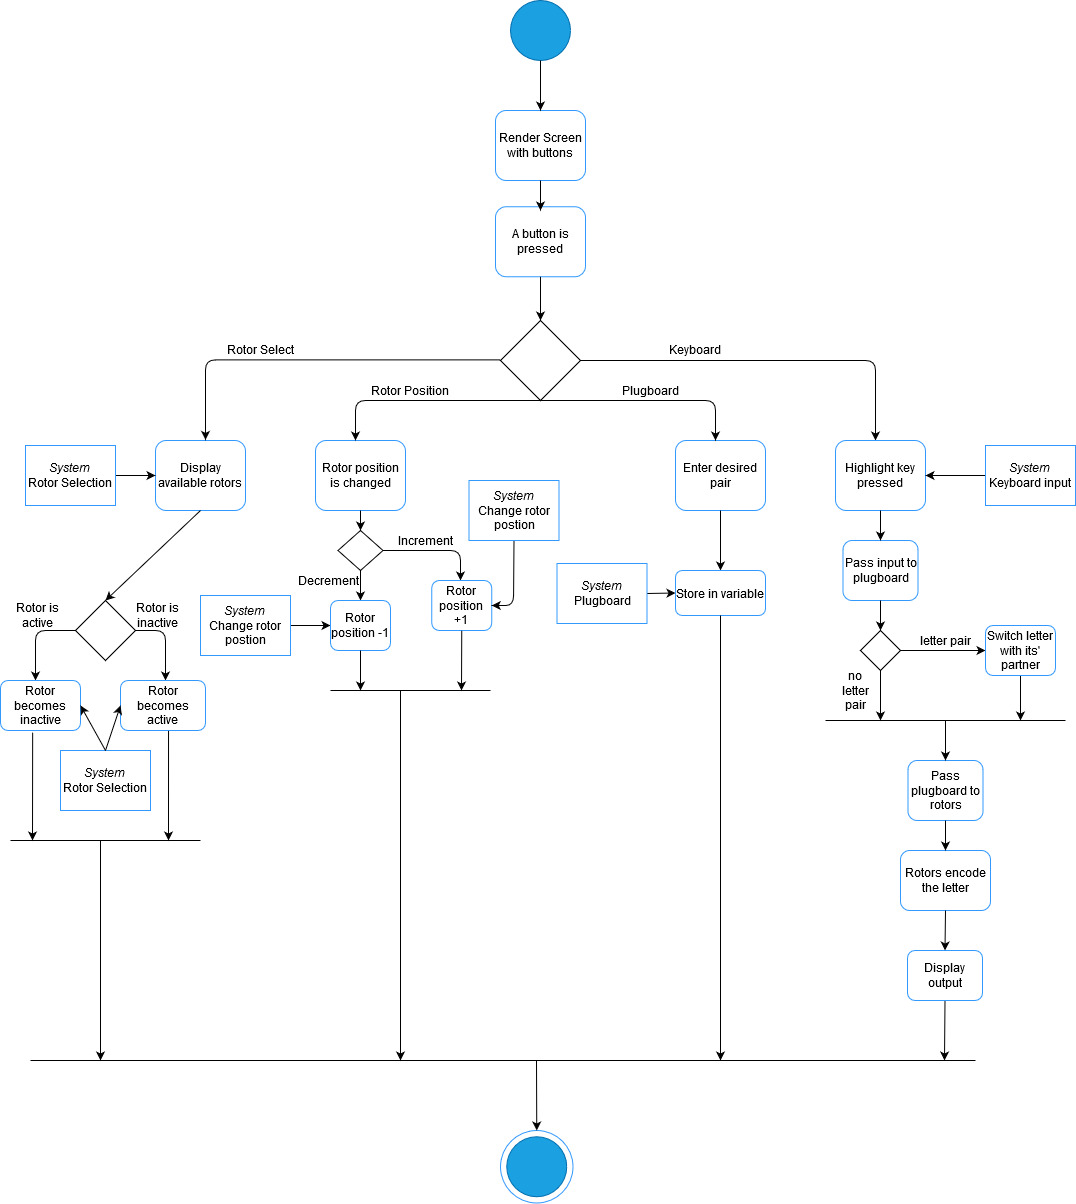 Render Screen
with buttons
A button is
pressed
Rotor Select
Keyboard
Rotor Position
Plugboard
System
Rotor Selection
Display
available rotors
Rotor position
is changed
System
Change rotor
postion
Enter desired
pair
Highlight key
pressed
System
Keyboard input
Increment
Decrement
Pass input to
plugboard
System
Plugboard
Store in variable
Rotor is
active
Rotor is
inactive
System
Change rotor
postion
Rotor
position -1
Rotor
position
+1
letter pair
Switch letter
with its'
partner
no
letter
pair
Rotor
becomes
inactive
Rotor
becomes
active
System
Rotor Selection
Pass
plugboard to
rotors
Rotors encode
the letter
Display
output